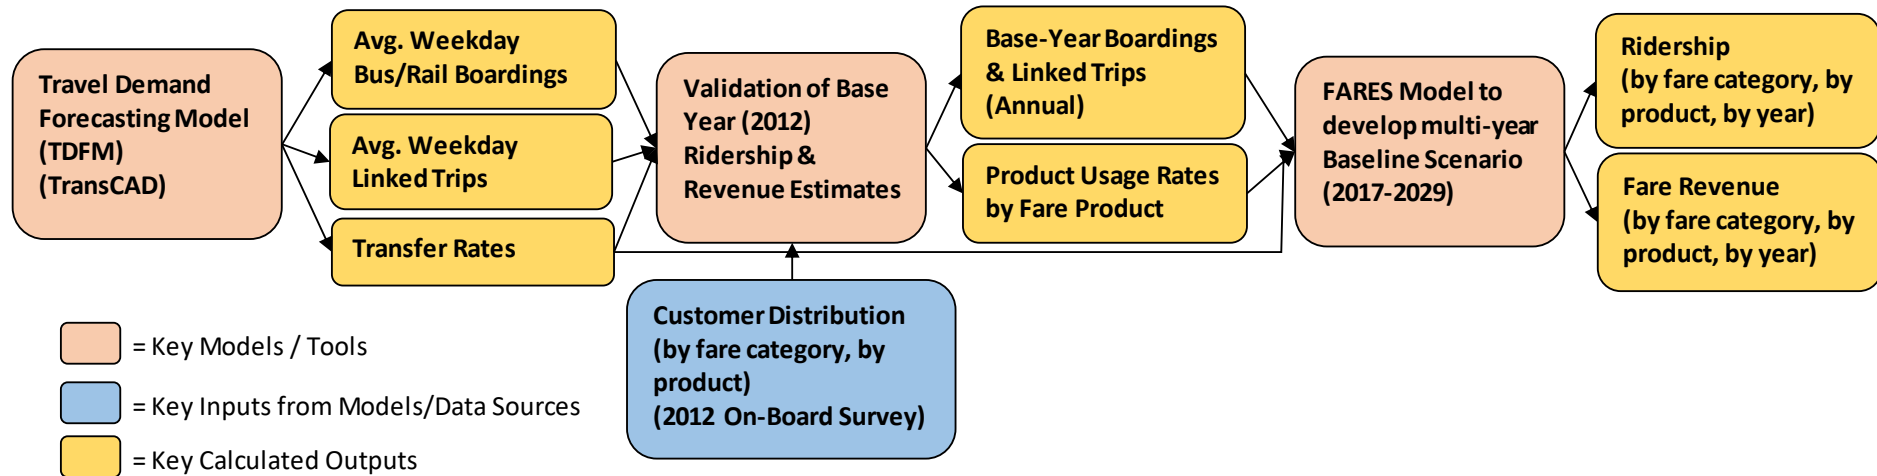 Travel Demand
Forecasting Model
(TDFM)
(TransCAD)
Avg. Weekday
Bus/Rail Boardings
Avg. Weekday
Linked Trips
Transfer Rates
Validation of Base
Year (2012)
Ridership &
Revenue Estimates
Customer Distribution
(by fare category, by
product)
(2012 On-Board Survey)
Base-Year Boardings
& Linked Trips
(Annual)
Product Usage Rates
by Fare Product
FARES Model to
develop multi-year
Baseline Scenario
(2017-2029)
Ridership
(by fare category, by
product, by year)
Fare Revenue
(by fare category, by
product, by year)
= Key Models / Tools
= Key Inputs from Models/Data Sources
= Key Calculated Outputs